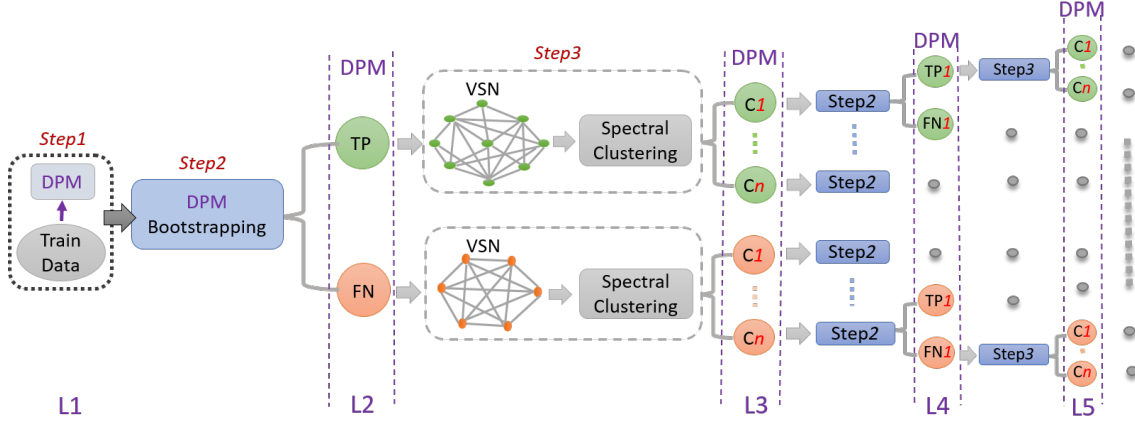 Step1
DPM
Train
Data
L1
Step2
DPM
Bootstrapping
DPM
TP
FN
L2
Step3
VSN
Spectral
Clustering
VSN
Spectral
Clustering
DPM
C1
Cn
C1
Cn
L3
Step2
Step2
Step2
Step2
DPM
TP1
FN1
TP1
FN1
L4
Step3
Step3
DPM
C1
Cn
C1
Cn
L5